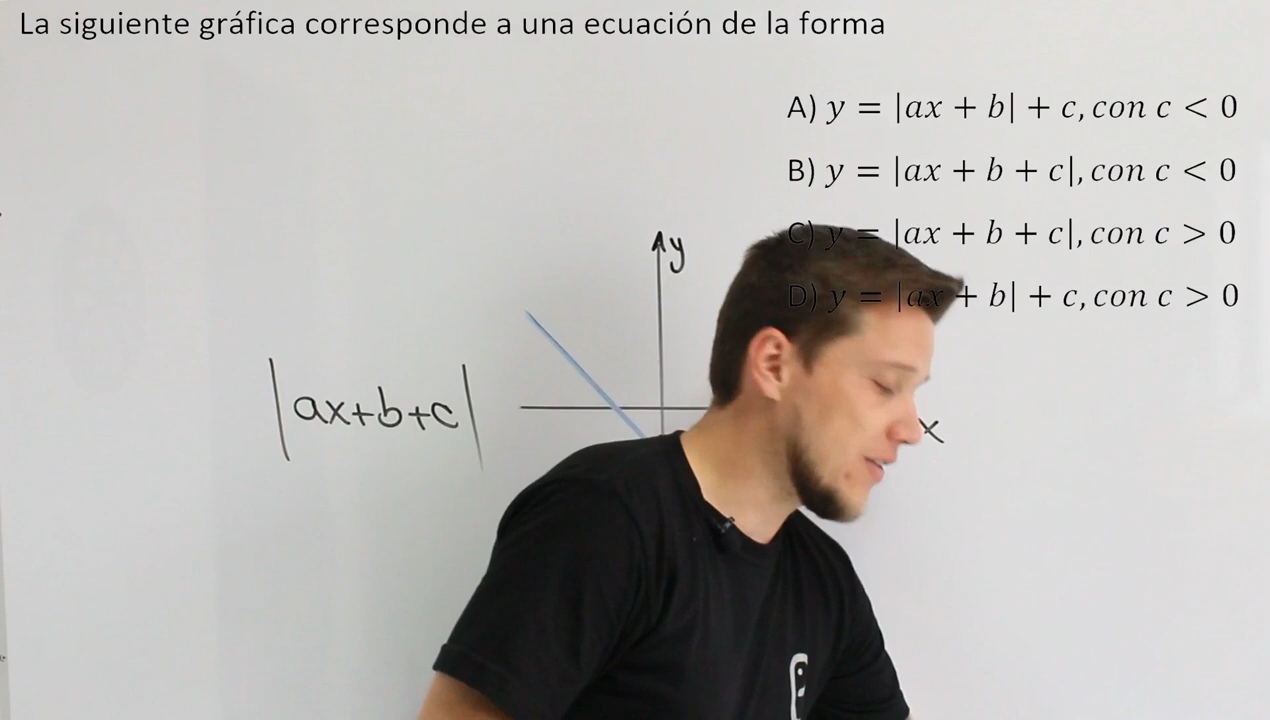 La siguiente gráfica corresponde a una ecuación de la forma
A) y = |ax + b| + c, con c < 0
B) y = |ax + b + c|, con c < 0
C) y = |ax + b + c|, con c > 0
D) y = |ax + b| + c, con c > 0
y
|ax+b+c|
x